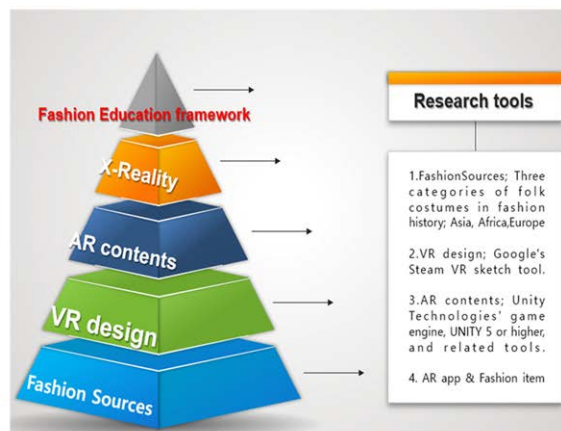 Fashion Education framework
X-Reality
AR contents
VR design
Fashion Sources
Research tools
1.FashionSources; Three
categories of folk
costumes in fashion
history; Asia, Africa,Europe
2.VR design; Google's
Steam VR sketch tool.
3.AR contents; Unity
Technologies' game
engine, UNITY 5 or higher,
and related tools.
4. AR app & Fashion item